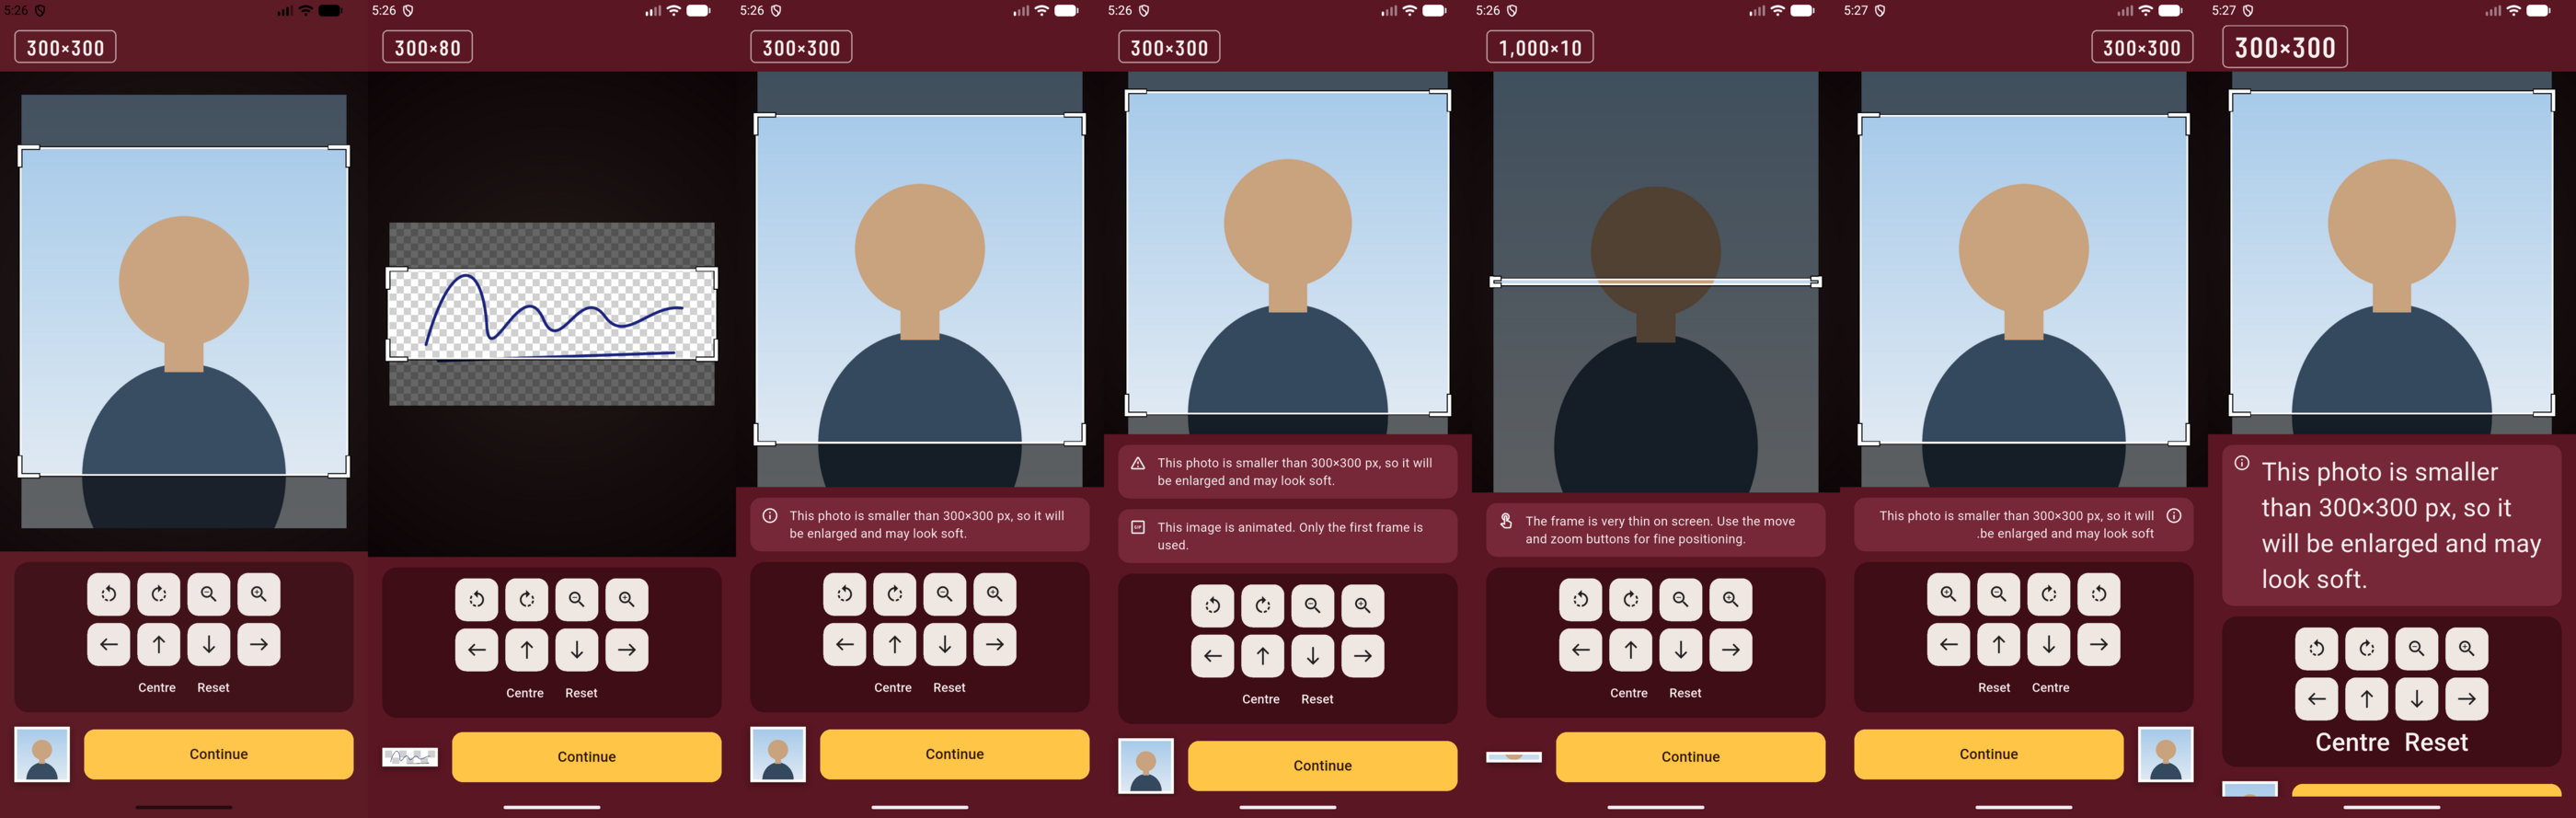 5:26
300×300
Centre Reset
Continue
5:26
300×80
Centre Reset
Continue
5:26
300×300
This photo is smaller than 300×300 px, so it will
be enlarged and may look soft.
Centre Reset
Continue
5:26
300×300
This photo is smaller than 300×300 px, so it will
be enlarged and may look soft.
GIF
This image is animated. Only the first frame is
used.
Centre Reset
Continue
5:26
1,000×10
The frame is very thin on screen. Use the move
and zoom buttons for fine positioning.
Centre Reset
Continue
5:27
300×300
This photo is smaller than 300×300 px, so it will
.be enlarged and may look soft
Reset Centre
Continue
5:27
300×300
This photo is smaller
than 300×300 px, so it
will be enlarged and may
look soft.
Centre Reset